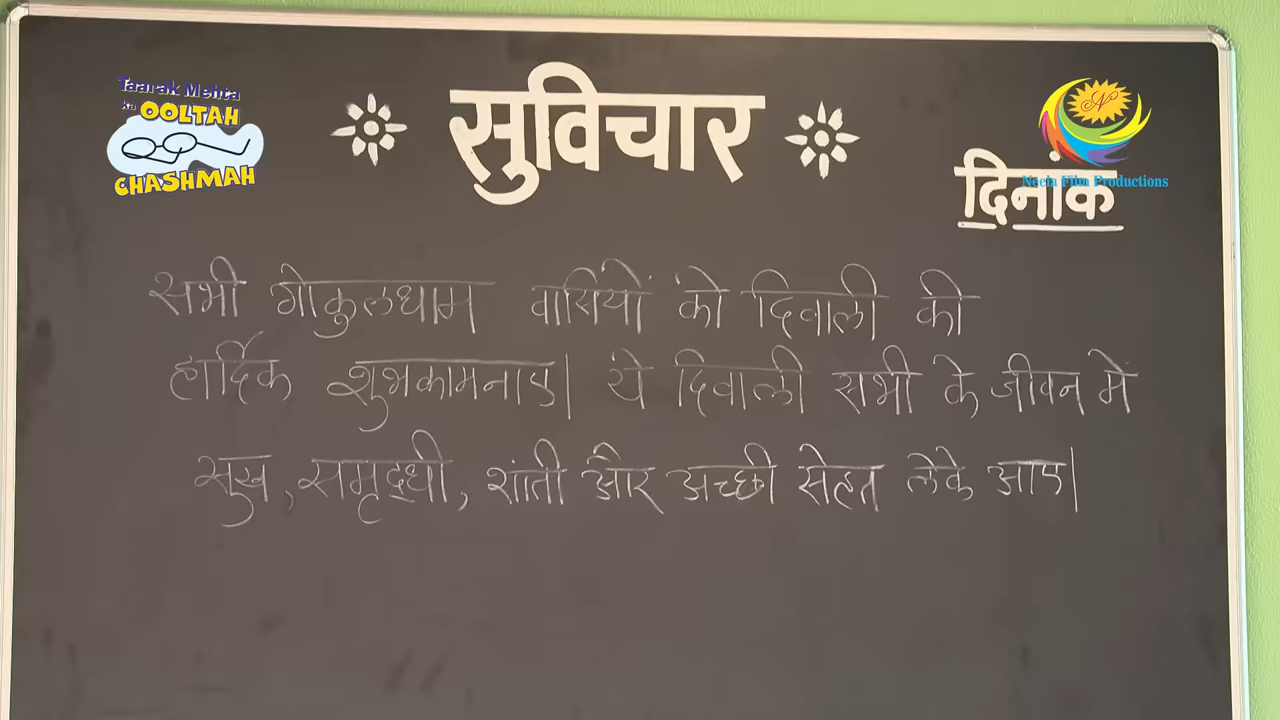 Taarak Mehta
ka OOLTAH
CHASHMAH
सुविचार
Neela Film Productions
दिनांक
सभी गोकुलधाम वासियों को दिवाली की
हार्दिक शुभकामनाए। ये दिवाली सभी के जीवन में
सुख, समृद्धी, शांती और अच्छी सेहत लेके आए।